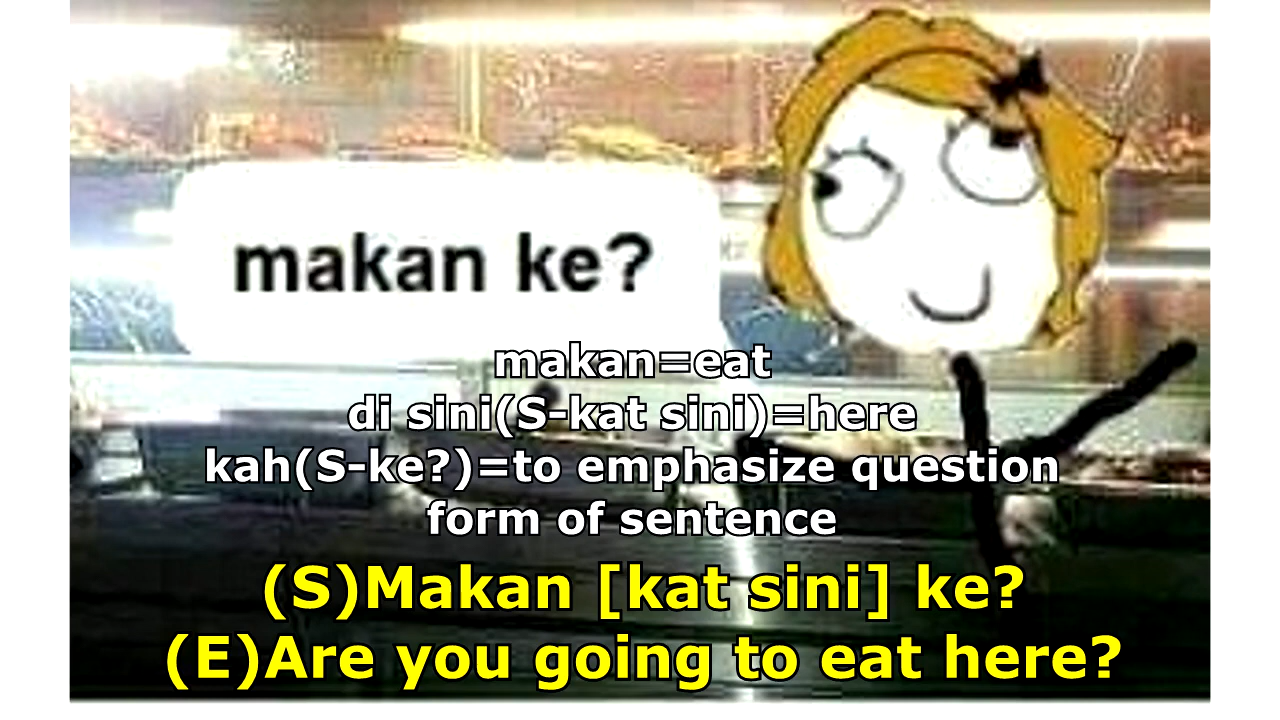 makan ke?
makan=eat
di sini(S-kat sini)=here
kah(S-ke?)=to emphasize question
form of sentence
(S)Makan [kat sini] ke?
(E)Are you going to eat here?